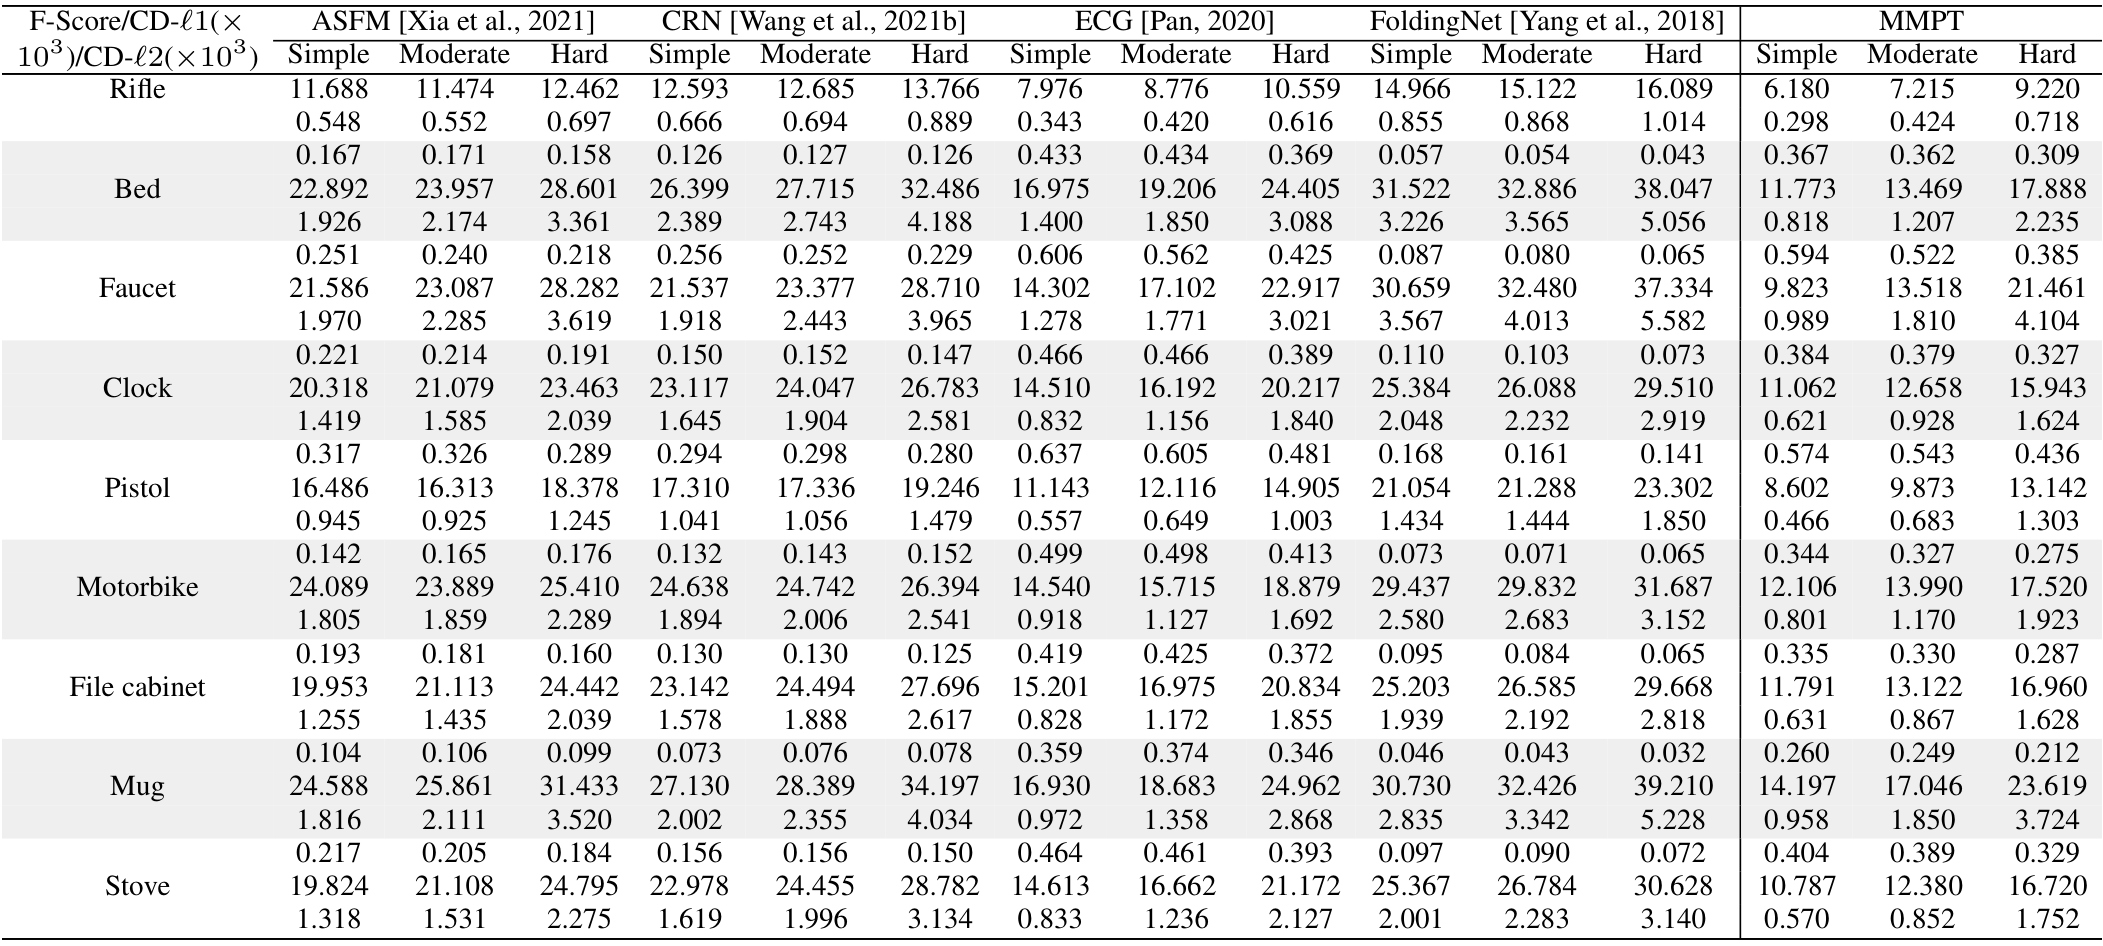 F-Score/CD-ℓ1(× ASFM [Xia et al., 2021] CRN [Wang et al., 2021b] ECG [Pan, 2020] FoldingNet [Yang et al., 2018] MMPT
10³)/CD-ℓ2(×10³) Simple Moderate Hard Simple Moderate Hard Simple Moderate Hard Simple Moderate Hard Simple Moderate Hard
Rifle 11.688 11.474 12.462 12.593 12.685 13.766 7.976 8.776 10.559 14.966 15.122 16.089 6.180 7.215 9.220
0.548 0.552 0.697 0.666 0.694 0.889 0.343 0.420 0.616 0.855 0.868 1.014 0.298 0.424 0.718
0.167 0.171 0.158 0.126 0.127 0.126 0.433 0.434 0.369 0.057 0.054 0.043 0.367 0.362 0.309
Bed 22.892 23.957 28.601 26.399 27.715 32.486 16.975 19.206 24.405 31.522 32.886 38.047 11.773 13.469 17.888
1.926 2.174 3.361 2.389 2.743 4.188 1.400 1.850 3.088 3.226 3.565 5.056 0.818 1.207 2.235
0.251 0.240 0.218 0.256 0.252 0.229 0.606 0.562 0.425 0.087 0.080 0.065 0.594 0.522 0.385
Faucet 21.586 23.087 28.282 21.537 23.377 28.710 14.302 17.102 22.917 30.659 32.480 37.334 9.823 13.518 21.461
1.970 2.285 3.619 1.918 2.443 3.965 1.278 1.771 3.021 3.567 4.013 5.582 0.989 1.810 4.104
0.221 0.214 0.191 0.150 0.152 0.147 0.466 0.466 0.389 0.110 0.103 0.073 0.384 0.379 0.327
Clock 20.318 21.079 23.463 23.117 24.047 26.783 14.510 16.192 20.217 25.384 26.088 29.510 11.062 12.658 15.943
1.419 1.585 2.039 1.645 1.904 2.581 0.832 1.156 1.840 2.048 2.232 2.919 0.621 0.928 1.624
0.317 0.326 0.289 0.294 0.298 0.280 0.637 0.605 0.481 0.168 0.161 0.141 0.574 0.543 0.436
Pistol 16.486 16.313 18.378 17.310 17.336 19.246 11.143 12.116 14.905 21.054 21.288 23.302 8.602 9.873 13.142
0.945 0.925 1.245 1.041 1.056 1.479 0.557 0.649 1.003 1.434 1.444 1.850 0.466 0.683 1.303
0.142 0.165 0.176 0.132 0.143 0.152 0.499 0.498 0.413 0.073 0.071 0.065 0.344 0.327 0.275
Motorbike 24.089 23.889 25.410 24.638 24.742 26.394 14.540 15.715 18.879 29.437 29.832 31.687 12.106 13.990 17.520
1.805 1.859 2.289 1.894 2.006 2.541 0.918 1.127 1.692 2.580 2.683 3.152 0.801 1.170 1.923
0.193 0.181 0.160 0.130 0.130 0.125 0.419 0.425 0.372 0.095 0.084 0.065 0.335 0.330 0.287
File cabinet 19.953 21.113 24.442 23.142 24.494 27.696 15.201 16.975 20.834 25.203 26.585 29.668 11.791 13.122 16.960
1.255 1.435 2.039 1.578 1.888 2.617 0.828 1.172 1.855 1.939 2.192 2.818 0.631 0.867 1.628
0.104 0.106 0.099 0.073 0.076 0.078 0.359 0.374 0.346 0.046 0.043 0.032 0.260 0.249 0.212
Mug 24.588 25.861 31.433 27.130 28.389 34.197 16.930 18.683 24.962 30.730 32.426 39.210 14.197 17.046 23.619
1.816 2.111 3.520 2.002 2.355 4.034 0.972 1.358 2.868 2.835 3.342 5.228 0.958 1.850 3.724
0.217 0.205 0.184 0.156 0.156 0.150 0.464 0.461 0.393 0.097 0.090 0.072 0.404 0.389 0.329
Stove 19.824 21.108 24.795 22.978 24.455 28.782 14.613 16.662 21.172 25.367 26.784 30.628 10.787 12.380 16.720
1.318 1.531 2.275 1.619 1.996 3.134 0.833 1.236 2.127 2.001 2.283 3.140 0.570 0.852 1.752